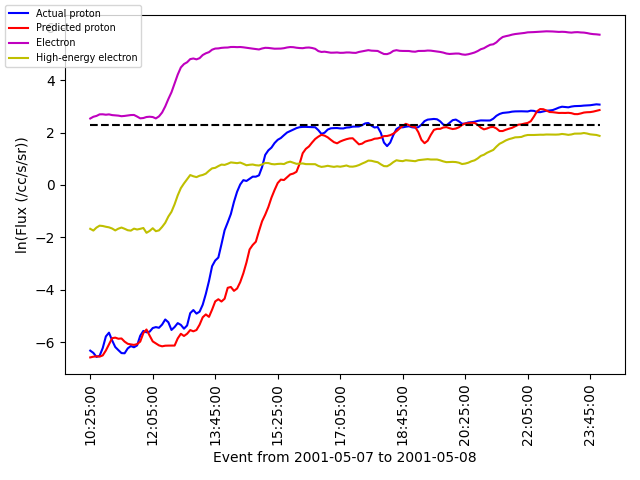 Actual proton
Predicted proton
Electron
High-energy electron
ln(Flux (/cc/s/sr))
4
2
0
−2
−4
−6
10:25:00
12:05:00
13:45:00
15:25:00
17:05:00
18:45:00
20:25:00
22:05:00
23:45:00
Event from 2001-05-07 to 2001-05-08